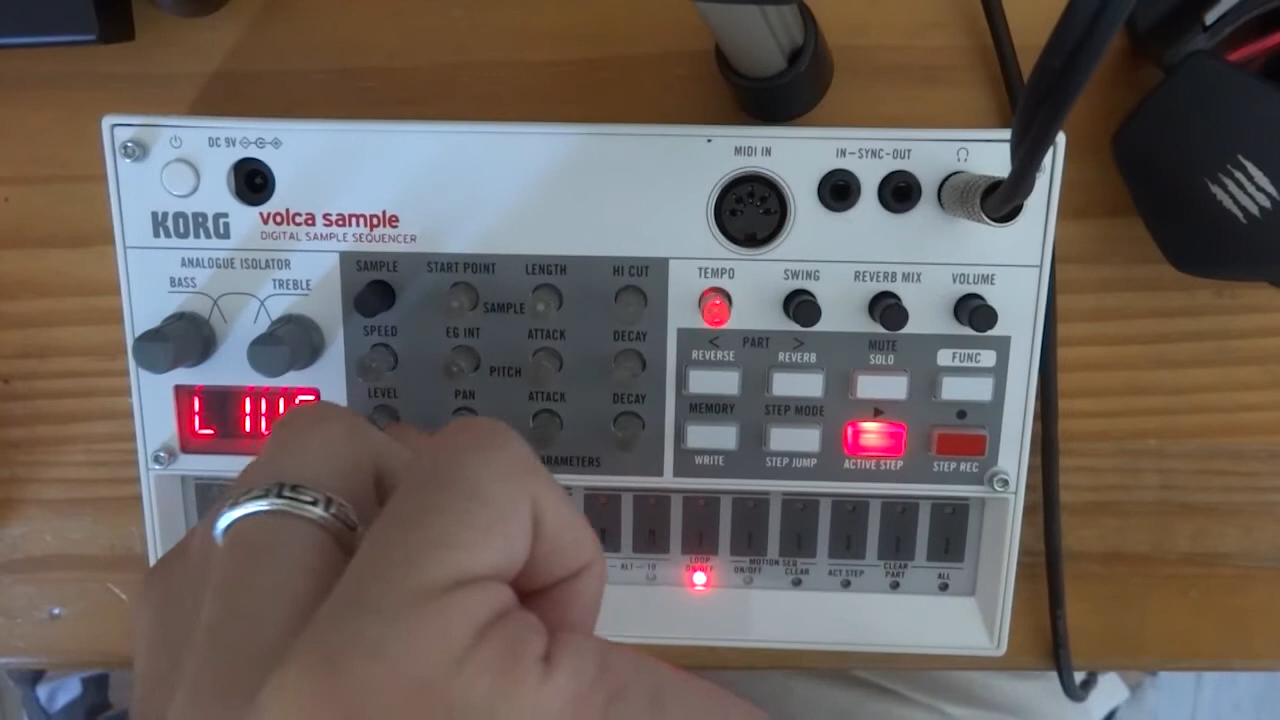 DC 9V
MIDI IN
IN-SYNC-OUT
KORG
volca sample
DIGITAL SAMPLE SEQUENCER
ANALOGUE ISOLATOR
BASS
TREBLE
SAMPLE
START POINT
LENGTH
HI CUT
TEMPO
SWING
REVERB MIX
VOLUME
SAMPLE
SPEED
EG INT
ATTACK
DECAY
< PART >
MUTE
REVERSE
REVERB
SOLO
FUNC
PITCH
LEVEL
PAN
ATTACK
DECAY
MEMORY
STEP MODE
WRITE
STEP JUMP
ACTIVE STEP
STEP REC
LOOP
ON/OFF
MOTION SEQ
ON/OFF
CLEAR
ACT STEP
CLEAR
PART
ALL
ALT
10